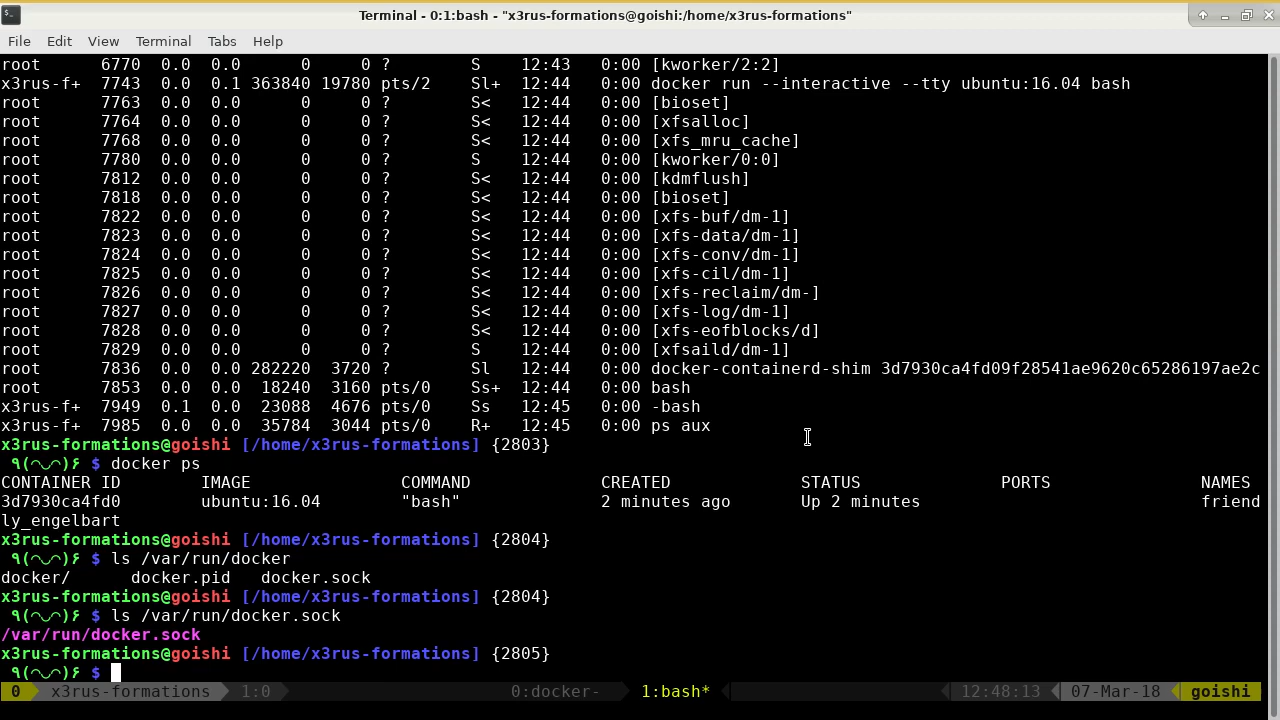 Terminal - 0:1:bash - "x3rus-formations@goishi:/home/x3rus-formations"
File Edit View Terminal Tabs Help
root      6770  0.0  0.0      0     0 ?        S    12:43   0:00 [kworker/2:2]
x3rus-f+  7743  0.0  0.1 363840 19780 pts/2    Sl+  12:44   0:00 docker run --interactive --tty ubuntu:16.04 bash
root      7763  0.0  0.0      0     0 ?        S<   12:44   0:00 [bioset]
root      7764  0.0  0.0      0     0 ?        S<   12:44   0:00 [xfsalloc]
root      7768  0.0  0.0      0     0 ?        S<   12:44   0:00 [xfs_mru_cache]
root      7780  0.0  0.0      0     0 ?        S    12:44   0:00 [kworker/0:0]
root      7812  0.0  0.0      0     0 ?        S<   12:44   0:00 [kdmflush]
root      7818  0.0  0.0      0     0 ?        S<   12:44   0:00 [bioset]
root      7822  0.0  0.0      0     0 ?        S<   12:44   0:00 [xfs-buf/dm-1]
root      7823  0.0  0.0      0     0 ?        S<   12:44   0:00 [xfs-data/dm-1]
root      7824  0.0  0.0      0     0 ?        S<   12:44   0:00 [xfs-conv/dm-1]
root      7825  0.0  0.0      0     0 ?        S<   12:44   0:00 [xfs-cil/dm-1]
root      7826  0.0  0.0      0     0 ?        S<   12:44   0:00 [xfs-reclaim/dm-]
root      7827  0.0  0.0      0     0 ?        S<   12:44   0:00 [xfs-log/dm-1]
root      7828  0.0  0.0      0     0 ?        S<   12:44   0:00 [xfs-eofblocks/d]
root      7829  0.0  0.0      0     0 ?        S    12:44   0:00 [xfsaild/dm-1]
root      7836  0.0  0.0 282220  3720 ?        Sl   12:44   0:00 docker-containerd-shim 3d7930ca4fd09f28541ae9620c65286197ae2c
root      7853  0.0  0.0  18240  3160 pts/0    Ss+  12:44   0:00 bash
x3rus-f+  7949  0.1  0.0  23088  4676 pts/0    Ss   12:45   0:00 -bash
x3rus-f+  7985  0.0  0.0  35784  3044 pts/0    R+   12:45   0:00 ps aux
x3rus-formations@goishi [/home/x3rus-formations] {2803}
٩(◠◡◠)۶ $ docker ps
CONTAINER ID        IMAGE               COMMAND             CREATED             STATUS              PORTS               NAMES
3d7930ca4fd0        ubuntu:16.04        "bash"              2 minutes ago       Up 2 minutes                            friend
ly_engelbart
x3rus-formations@goishi [/home/x3rus-formations] {2804}
٩(◠◡◠)۶ $ ls /var/run/docker
docker/      docker.pid   docker.sock
x3rus-formations@goishi [/home/x3rus-formations] {2804}
٩(◠◡◠)۶ $ ls /var/run/docker.sock
/var/run/docker.sock
x3rus-formations@goishi [/home/x3rus-formations] {2805}
٩(◠◡◠)۶ $
0 x3rus-formations 1:0 0:docker- 1:bash* 12:48:13 07-Mar-18 goishi